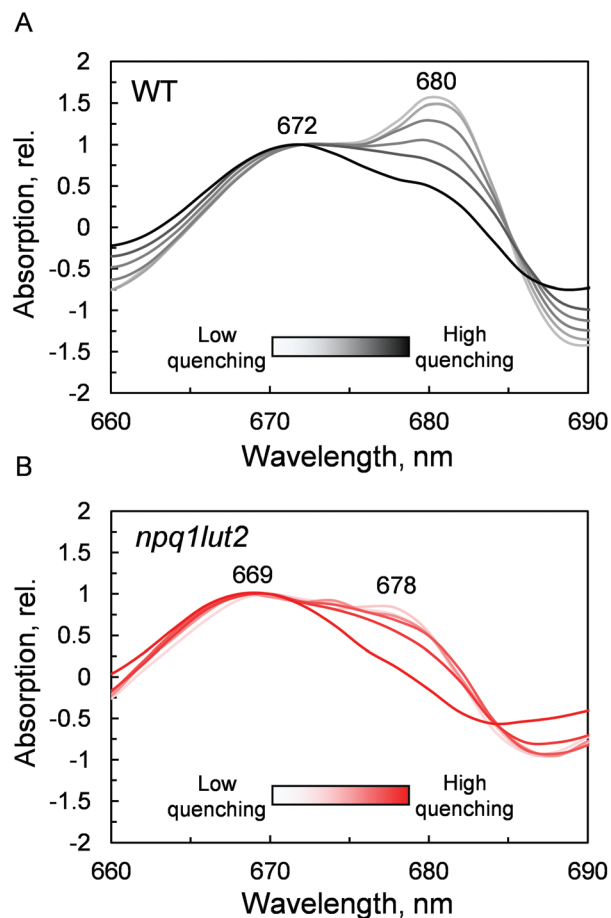 A
WT
Absorption, rel.
2
1.5
1
0.5
0
-0.5
-1
-1.5
-2
672
680
Low quenching
High quenching
660
670
680
690
Wavelength, nm
B
npq1lut2
Absorption, rel.
2
1.5
1
0.5
0
-0.5
-1
-1.5
-2
669
678
Low quenching
High quenching
660
670
680
690
Wavelength, nm